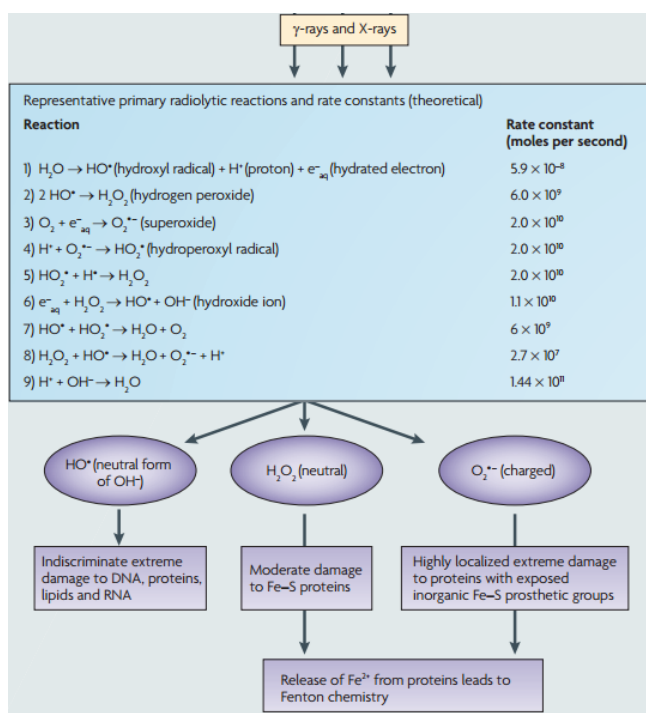 γ-rays and X-rays
Representative primary radiolytic reactions and rate constants (theoretical)
Reaction Rate constant
(moles per second)
1) H₂O → HO• (hydroxyl radical) + H⁺ (proton) + e⁻aq (hydrated electron) 5.9 × 10⁻⁸
2) 2 HO• → H₂O₂ (hydrogen peroxide) 6.0 × 10⁹
3) O₂ + e⁻aq → O₂•⁻ (superoxide) 2.0 × 10¹⁰
4) H⁺ + O₂•⁻ → HO₂• (hydroperoxyl radical) 2.0 × 10¹⁰
5) HO₂• + H• → H₂O₂ 2.0 × 10¹⁰
6) e⁻aq + H₂O₂ → HO• + OH⁻ (hydroxide ion) 1.1 × 10¹⁰
7) HO• + HO₂• → H₂O + O₂ 6 × 10⁹
8) H₂O₂ + HO• → H₂O + O₂•⁻ + H⁺ 2.7 × 10⁷
9) H⁺ + OH⁻ → H₂O 1.44 × 10¹¹
HO• (neutral form
of OH⁻)
H₂O₂ (neutral)
O₂•⁻ (charged)
Indiscriminate extreme
damage to DNA, proteins,
lipids and RNA
Moderate damage
to Fe–S proteins
Highly localized extreme damage
to proteins with exposed
inorganic Fe–S prosthetic groups
Release of Fe²⁺ from proteins leads to
Fenton chemistry